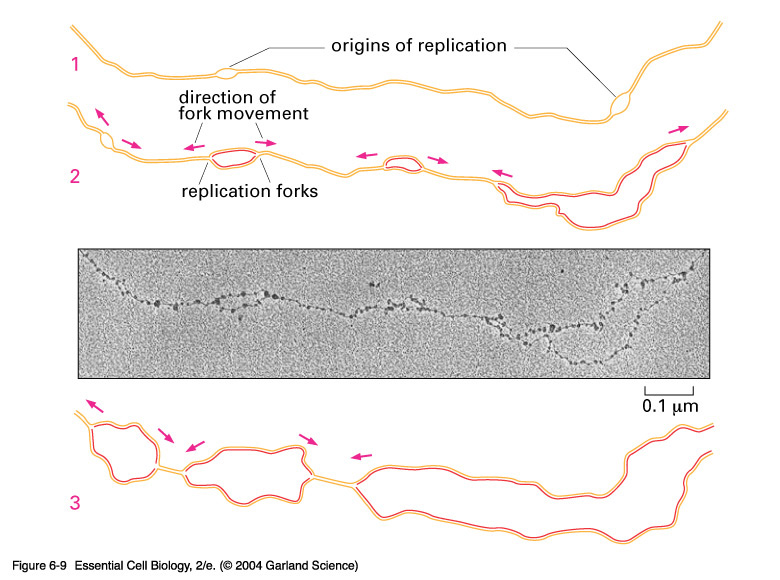 origins of replication
1
direction of
fork movement
2
replication forks
0.1 μm
3
Figure 6-9 Essential Cell Biology, 2/e. (© 2004 Garland Science)